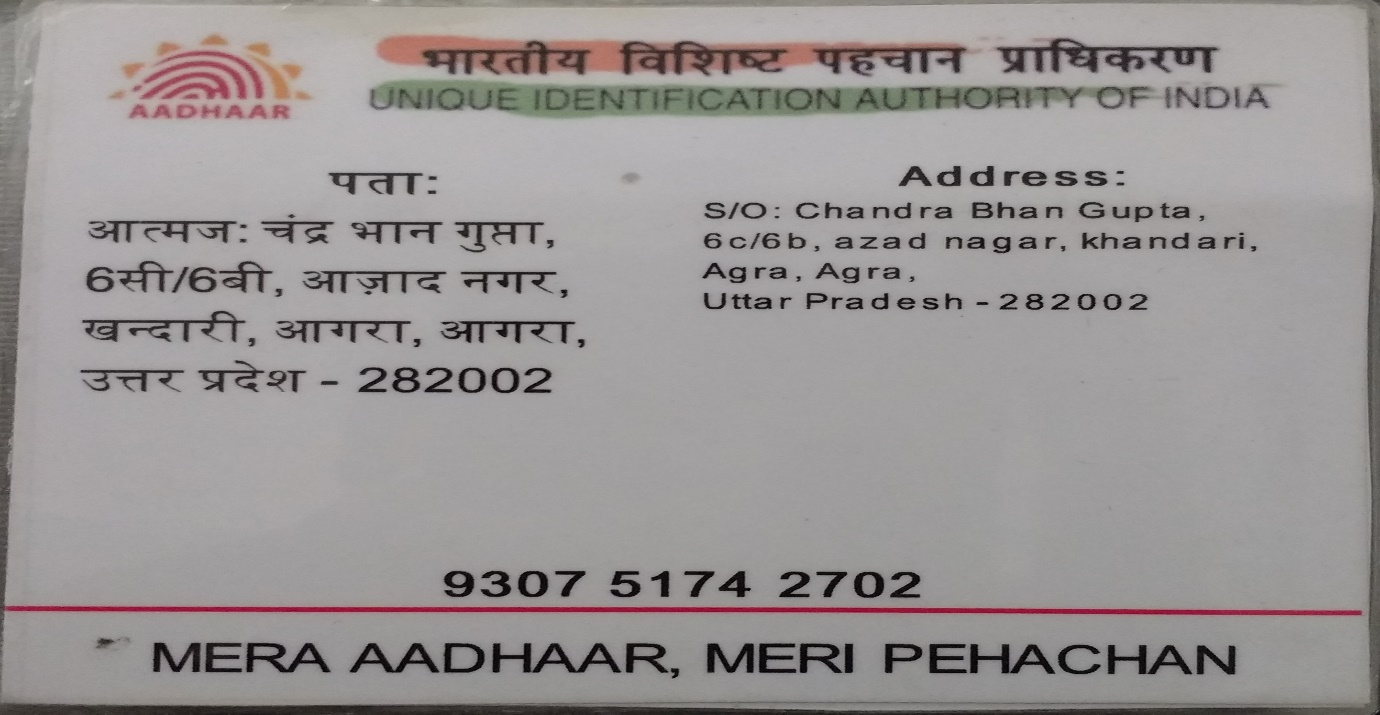 भारतीय विशिष्ट पहचान प्राधिकरण
UNIQUE IDENTIFICATION AUTHORITY OF INDIA
AADHAAR
पता:
आत्मज: चंद्र भान गुप्ता,
6सी/6बी, आज़ाद नगर,
खन्दारी, आगरा, आगरा,
उत्तर प्रदेश - 282002
Address:
S/O: Chandra Bhan Gupta,
6c/6b, azad nagar, khandari,
Agra, Agra,
Uttar Pradesh - 282002
9307 5174 2702
MERA AADHAAR, MERI PEHACHAN